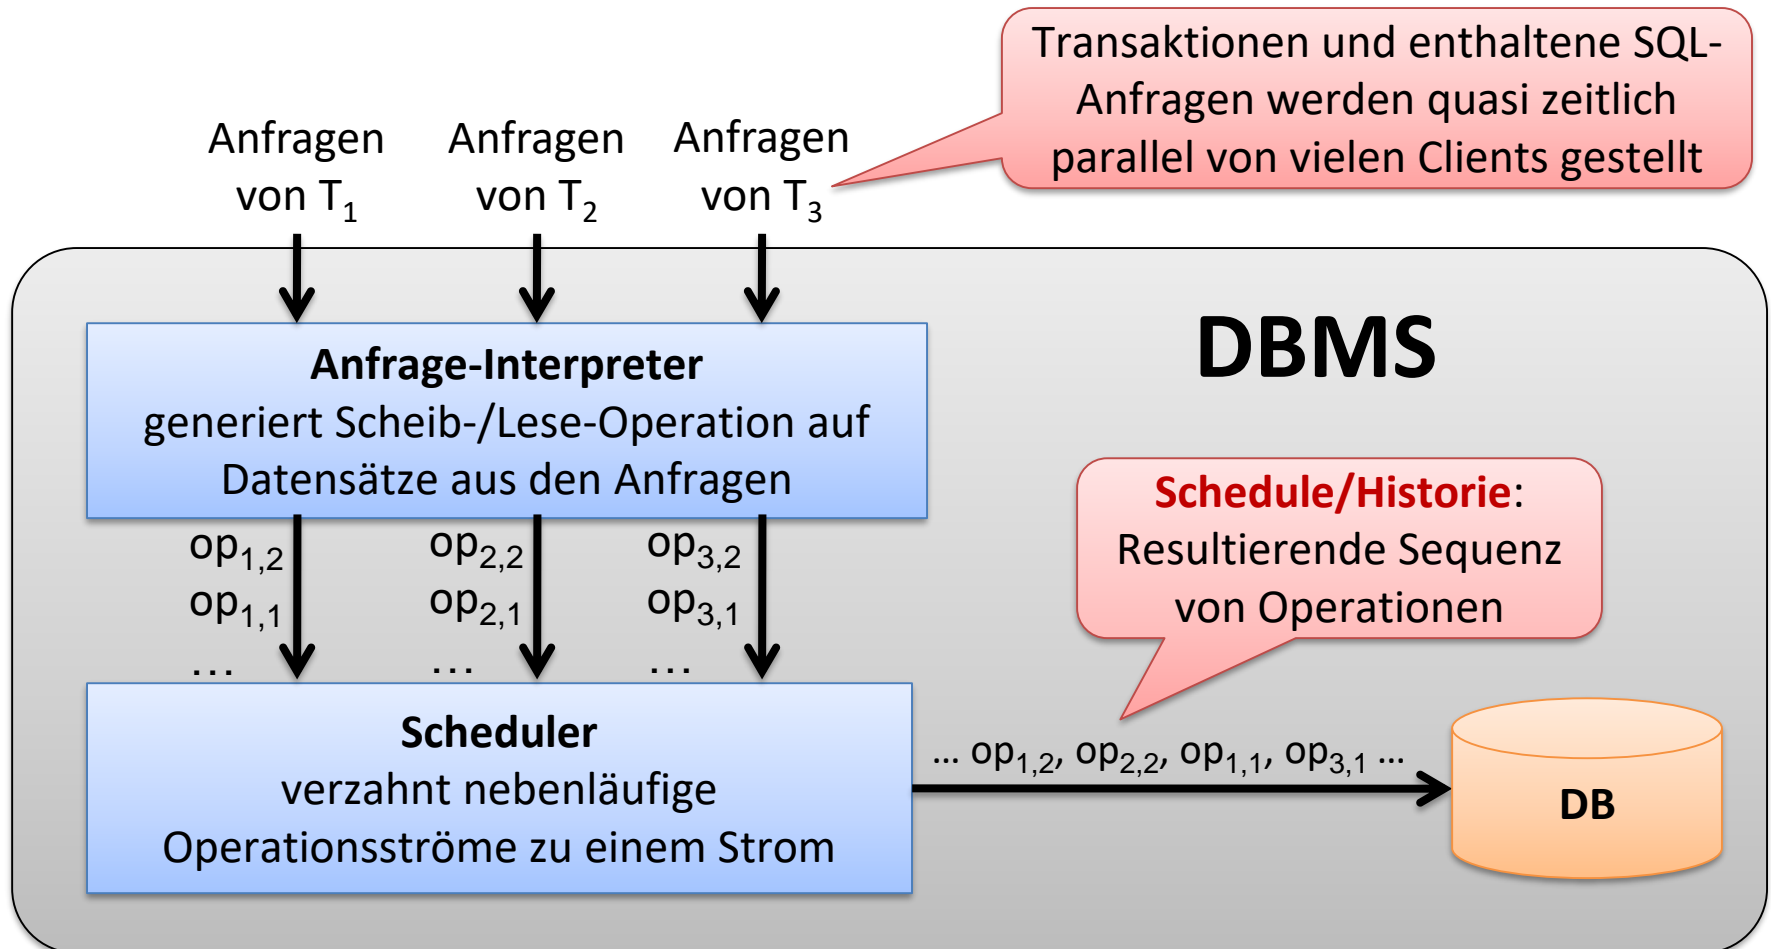 Transaktionen und enthaltene SQL-
Anfragen werden quasi zeitlich
parallel von vielen Clients gestellt
Anfragen
von T1
Anfragen
von T2
Anfragen
von T3
DBMS
Anfrage-Interpreter
generiert Scheib-/Lese-Operation auf
Datensätze aus den Anfragen
op1,2
op1,1
...
op2,2
op2,1
...
op3,2
op3,1
...
Schedule/Historie:
Resultierende Sequenz
von Operationen
Scheduler
verzahnt nebenläufige
Operationsströme zu einem Strom
... op1,2, op2,2, op1,1, op3,1 ...
DB